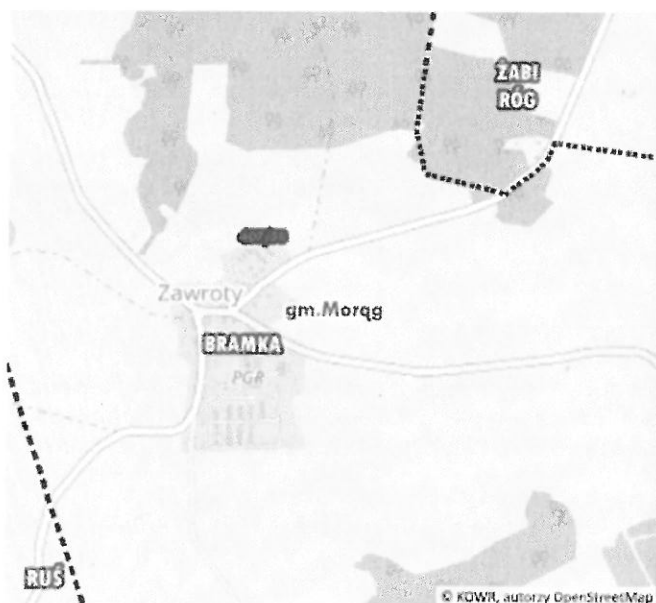 ŻABI
RÓG
Zawroty
gm.Morąg
BRAMKA
PGR
RUŚ
© KOWR, autorzy OpenStreetMap